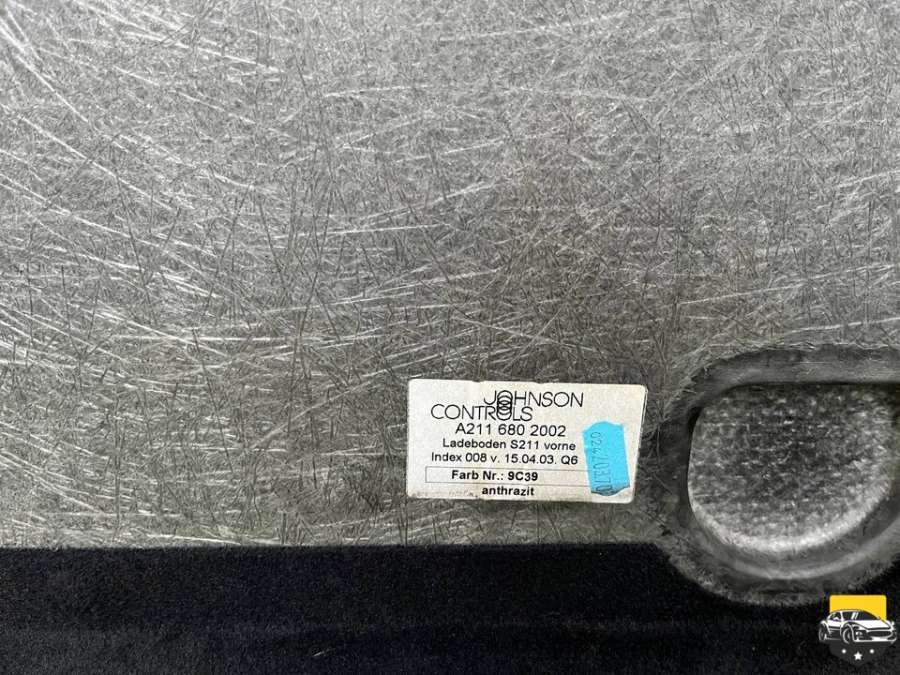 JOHNSON
CONTROLS
A211 680 2002
Ladeboden S211 vorne
Index 008 v. 15.04.03. Q6
Farb Nr.: 9C39
anthrazit